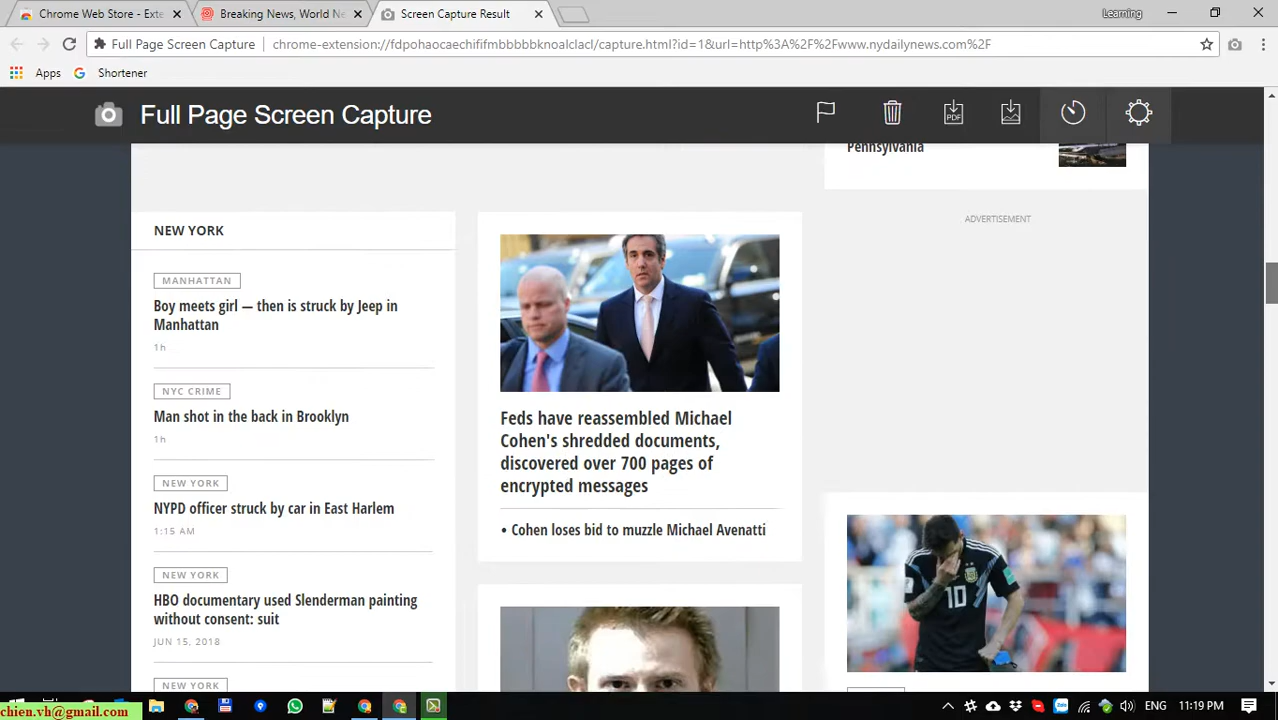 Chrome Web Store - Exte
Breaking News, World Ne
Screen Capture Result
Learning
Full Page Screen Capture
chrome-extension://fdpohaocaechififmbbbbbknoalclacl/capture.html?id=1&url=http%3A%2F%2Fwww.nydailynews.com%2F
Apps
Shortener
Full Page Screen Capture
PDF
Pennsylvania
ADVERTISEMENT
NEW YORK
MANHATTAN
Boy meets girl — then is struck by Jeep in
Manhattan
1h
NYC CRIME
Man shot in the back in Brooklyn
1h
NEW YORK
NYPD officer struck by car in East Harlem
1:15 AM
NEW YORK
HBO documentary used Slenderman painting
without consent: suit
JUN 15, 2018
NEW YORK
Feds have reassembled Michael
Cohen's shredded documents,
discovered over 700 pages of
encrypted messages
• Cohen loses bid to muzzle Michael Avenatti
10
chien.vh@gmail.com
Zalo
ENG
11:19 PM